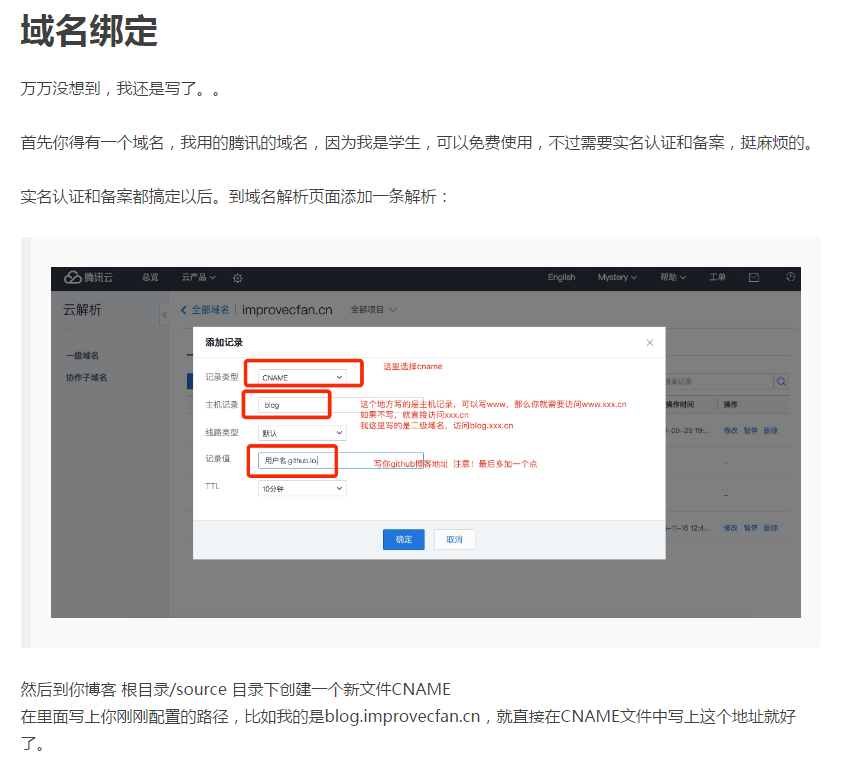 域名绑定
万万没想到，我还是写了。。
首先你得有一个域名，我用的腾讯的域名，因为我是学生，可以免费使用，不过需要实名认证和备案，挺麻烦的。
实名认证和备案都搞定以后。到域名解析页面添加一条解析：
腾讯云 总览 云产品 English Mystery 帮助 工单
云解析 全部域名 improvecfan.cn 全部项目
添加记录
一级域名
协作子域名
记录类型 CNAME 这里选择cname
搜索记录
主机记录 blog 这个地方写的是主机记录，可以写www，那么你就需要访问www.xxx.cn
如果不写，就直接访问xxx.cn
我这里写的是二级域名，访问blog.xxx.cn
操作时间 操作
线路类型 默认
-09-29 19:... 修改 暂停 删除
记录值 用户名.github.io. 写你github博客地址 注意！最后多加一个点
TTL 10分钟
-11-15 12:4... 修改 暂停 删除
确定 取消
然后到你博客 根目录/source 目录下创建一个新文件CNAME
在里面写上你刚刚配置的路径，比如我的是blog.improvecfan.cn，就直接在CNAME文件中写上这个地址就好
了。